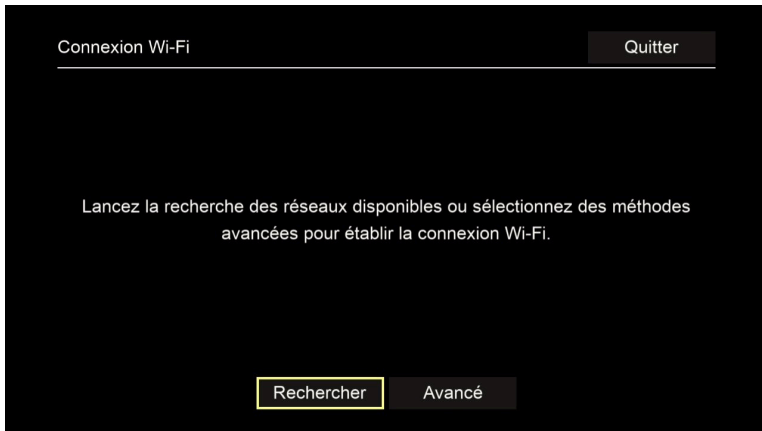 Connexion Wi-Fi
Quitter
Lancez la recherche des réseaux disponibles ou sélectionnez des méthodes
avancées pour établir la connexion Wi-Fi.
Rechercher
Avancé